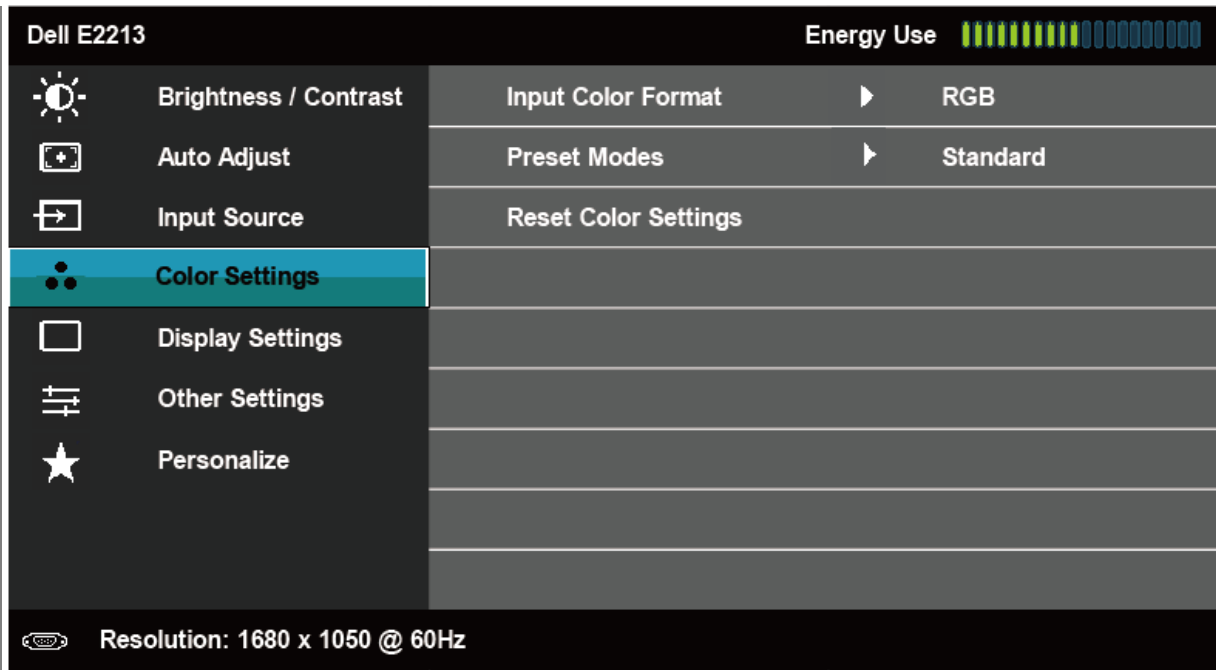 Dell E2213 Energy Use
Brightness / Contrast Input Color Format RGB
Auto Adjust Preset Modes Standard
Input Source Reset Color Settings
Color Settings
Display Settings
Other Settings
Personalize
Resolution: 1680 x 1050 @ 60Hz